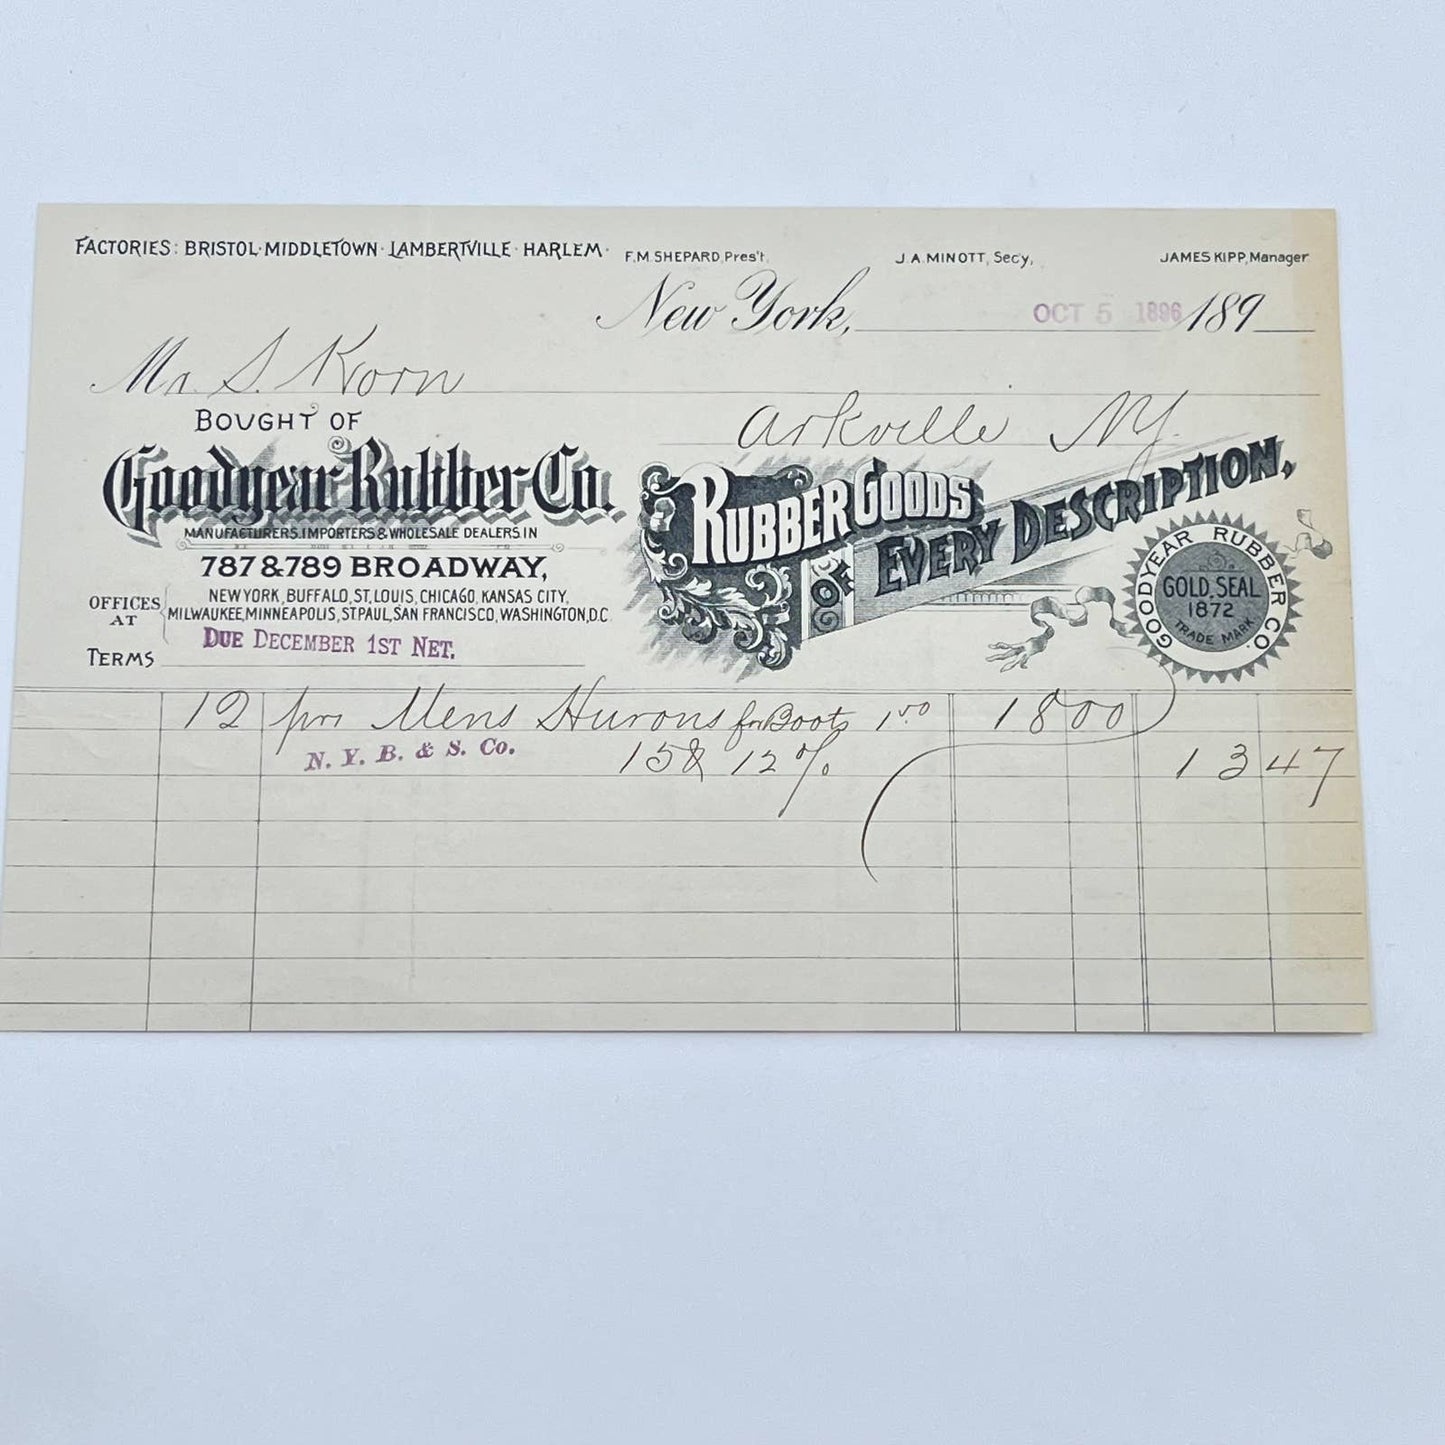 FACTORIES: BRISTOL · MIDDLETOWN · LAMBERTVILLE · HARLEM ·
F.M. SHEPARD, Pres't. J.A. MINOTT, Sec'y, JAMES KIPP, Manager
New York, OCT 5 1896 189
Mr. S. Korn
BOUGHT OF
Arkville NY.
Goodyear Rubber Co.
MANUFACTURERS, IMPORTERS & WHOLESALE DEALERS IN
RUBBER GOODS
OF
EVERY DESCRIPTION,
787 & 789 BROADWAY,
OFFICES AT
NEW YORK, BUFFALO, ST. LOUIS, CHICAGO, KANSAS CITY,
MILWAUKEE, MINNEAPOLIS, ST PAUL, SAN FRANCISCO, WASHINGTON, D.C.
GOODYEAR RUBBER CO.
GOLD. SEAL
1872
TRADE MARK
TERMS DUE DECEMBER 1ST NET.
12 prs Mens Hurons for Boots 1 50 18 00
N. Y. B. & S. Co. 15 & 12 % 13 47